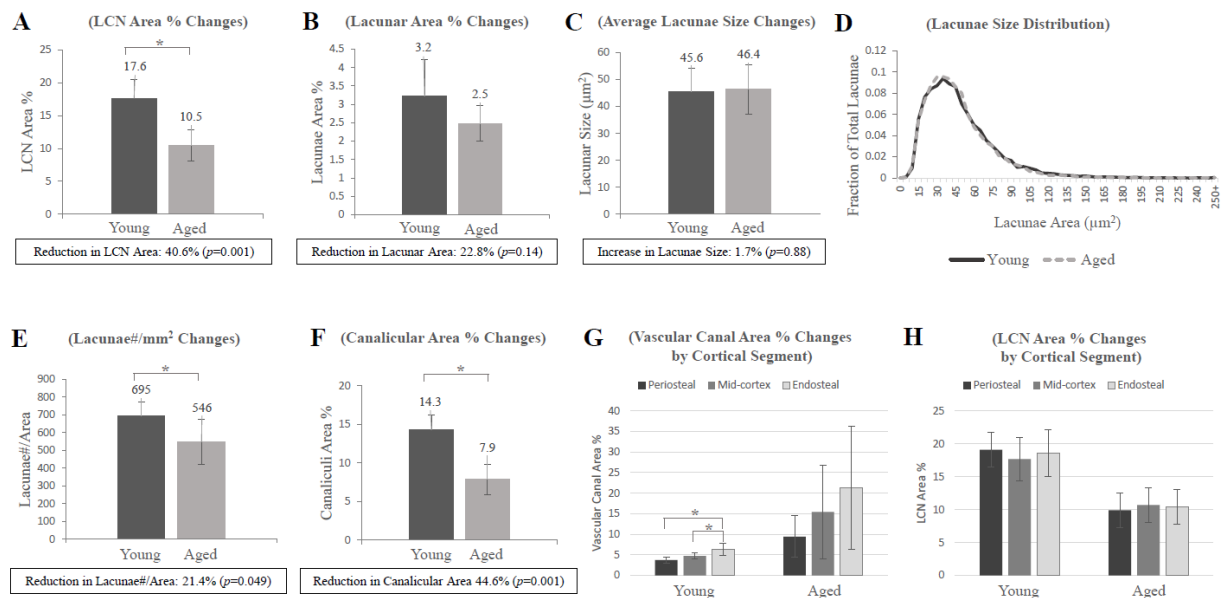 A
(LCN Area % Changes)
LCN Area %
25
20
15
10
5
0
*
17.6
10.5
Young
Aged
Reduction in LCN Area: 40.6% (p=0.001)
B
(Lacunar Area % Changes)
Lacunae Area %
4.5
4
3.5
3
2.5
2
1.5
1
0.5
0
3.2
2.5
Young
Aged
Reduction in Lacunar Area: 22.8% (p=0.14)
C
(Average Lacunae Size Changes)
Lacunar Size (µm²)
60
50
40
30
20
10
0
45.6
46.4
Young
Aged
Increase in Lacunae Size: 1.7% (p=0.88)
D
(Lacunae Size Distribution)
Fraction of Total Lacunae
0.12
0.1
0.08
0.06
0.04
0.02
0
0
15
30
45
60
75
90
105
120
135
150
165
180
195
210
225
240
250+
Lacunae Area (µm²)
Young
Aged
E
(Lacunae#/mm² Changes)
Lacunae#/Area
900
800
700
600
500
400
300
200
100
0
*
695
546
Young
Aged
Reduction in Lacunae#/Area: 21.4% (p=0.049)
F
(Canalicular Area % Changes)
Canaliculi Area %
20
15
10
5
0
*
14.3
7.9
Young
Aged
Reduction in Canalicular Area 44.6% (p=0.001)
G
(Vascular Canal Area % Changes
by Cortical Segment)
Periosteal
Mid-cortex
Endosteal
Vascular Canal Area %
40
35
30
25
20
15
10
5
0
*
*
Young
Aged
H
(LCN Area % Changes
by Cortical Segment)
Periosteal
Mid-cortex
Endosteal
LCN Area %
25
20
15
10
5
0
Young
Aged